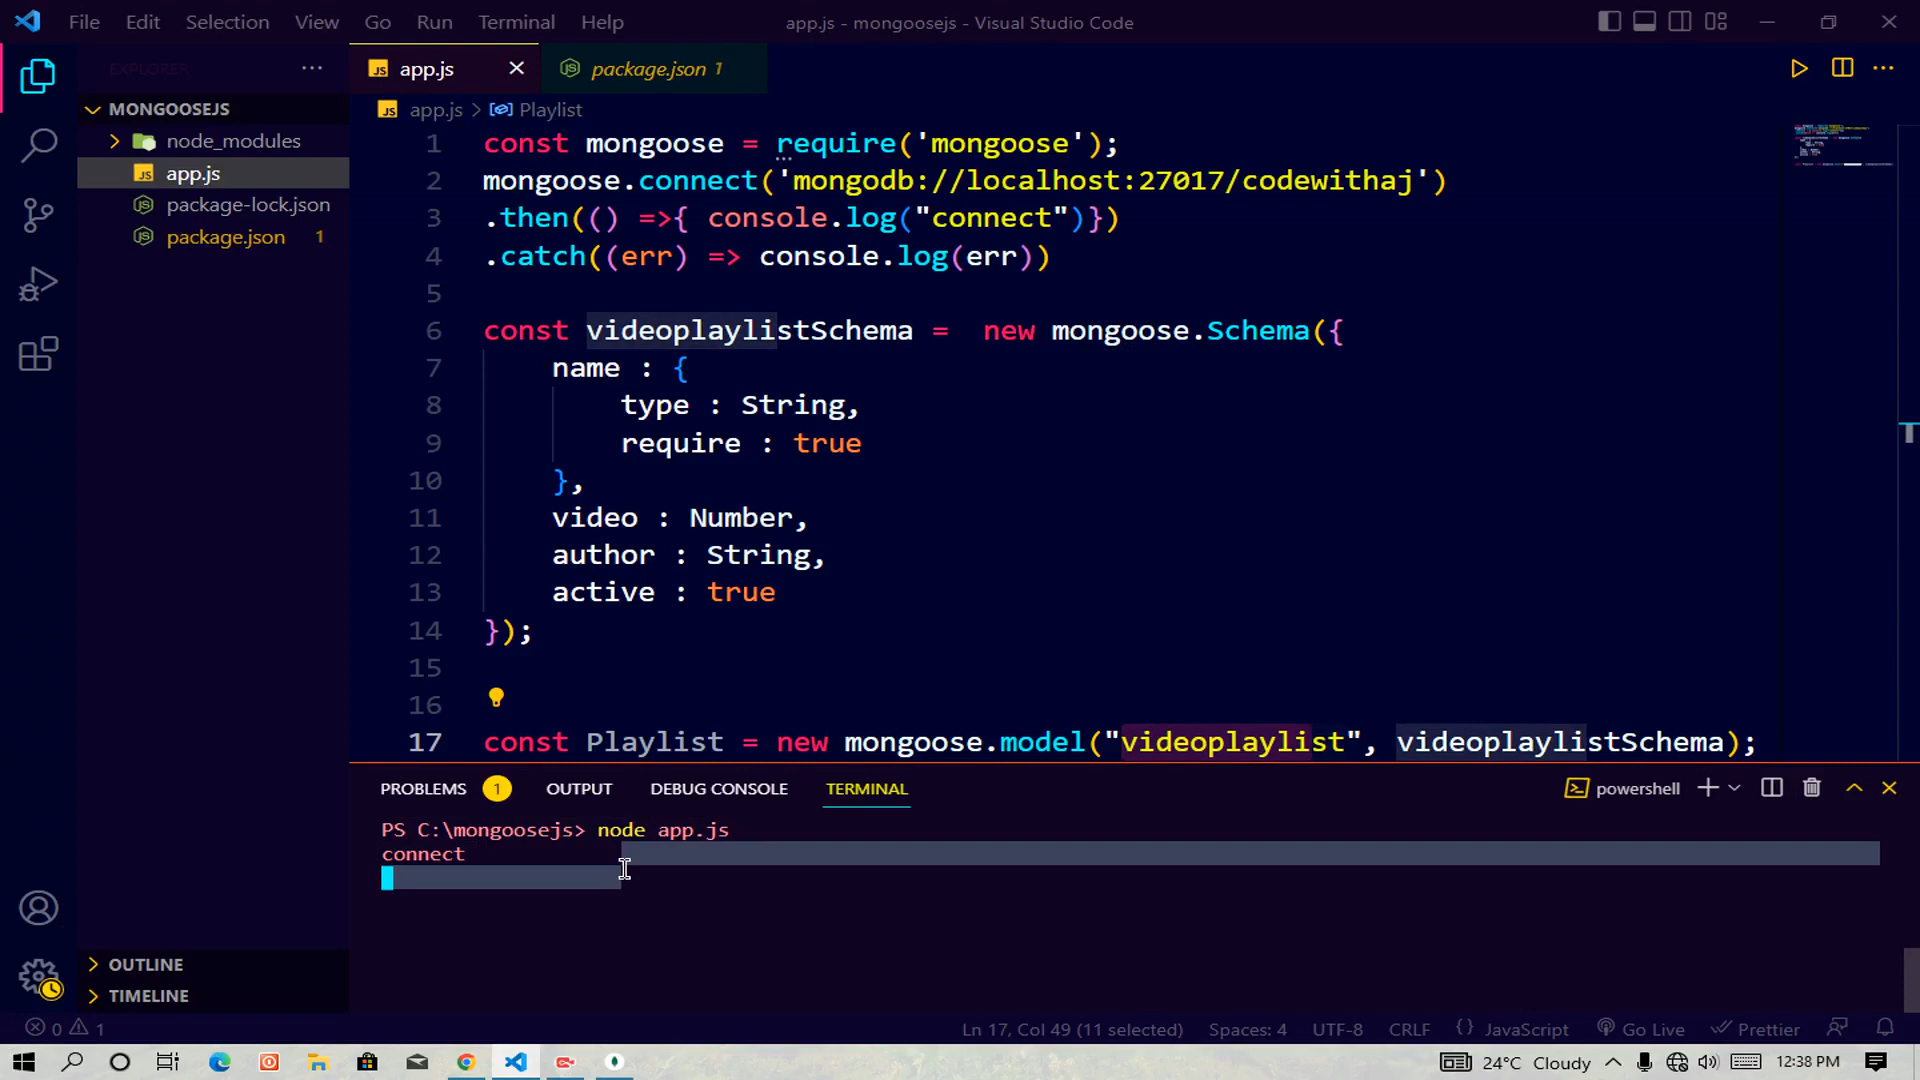 File Edit Selection View Go Run Terminal Help app.js - mongoosejs - Visual Studio Code
EXPLORER
MONGOOSEJS
node_modules
app.js
package-lock.json
package.json 1
OUTLINE
TIMELINE
app.js package.json 1
app.js > Playlist
1 const mongoose = require('mongoose');
2 mongoose.connect('mongodb://localhost:27017/codewithaj')
3 .then(() =>{ console.log("connect")})
4 .catch((err) => console.log(err))
5
6 const videoplaylistSchema = new mongoose.Schema({
7 name : {
8 type : String,
9 require : true
10 },
11 video : Number,
12 author : String,
13 active : true
14 });
15
16
17 const Playlist = new mongoose.model("videoplaylist", videoplaylistSchema);
PROBLEMS 1 OUTPUT DEBUG CONSOLE TERMINAL powershell
PS C:\mongoosejs> node app.js
connect
0 1 Ln 17, Col 49 (11 selected) Spaces: 4 UTF-8 CRLF {} JavaScript Go Live Prettier
24°C Cloudy 12:38 PM